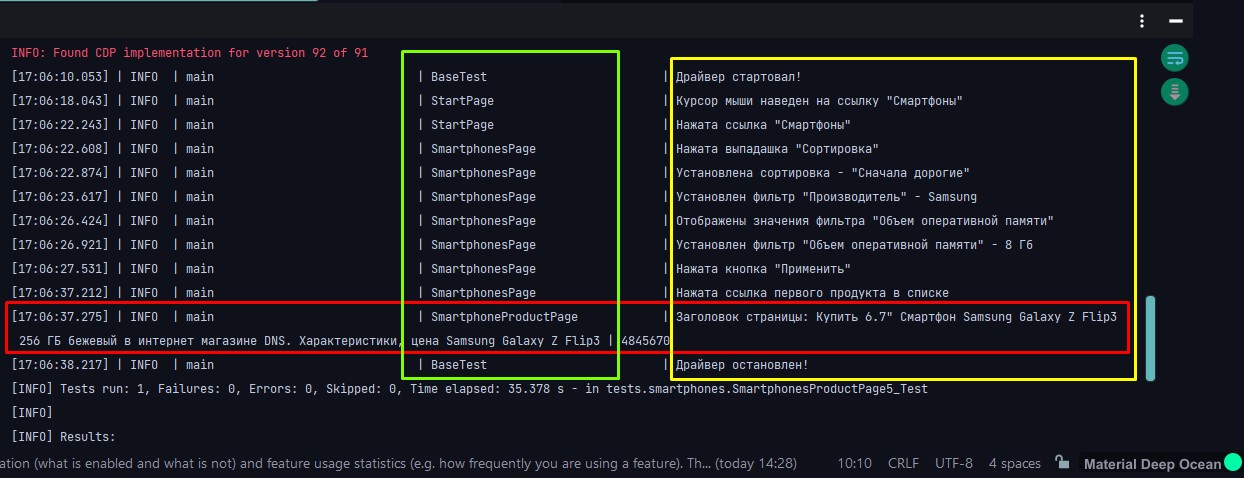 INFO: Found CDP implementation for version 92 of 91
[17:06:10.053] | INFO | main | BaseTest | Драйвер стартовал!
[17:06:18.043] | INFO | main | StartPage | Курсор мыши наведен на ссылку "Смартфоны"
[17:06:22.243] | INFO | main | StartPage | Нажата ссылка "Смартфоны"
[17:06:22.608] | INFO | main | SmartphonesPage | Нажата выпадашка "Сортировка"
[17:06:22.874] | INFO | main | SmartphonesPage | Установлена сортировка - "Сначала дорогие"
[17:06:23.617] | INFO | main | SmartphonesPage | Установлен фильтр "Производитель" - Samsung
[17:06:26.424] | INFO | main | SmartphonesPage | Отображены значения фильтра "Объем оперативной памяти"
[17:06:26.921] | INFO | main | SmartphonesPage | Установлен фильтр "Объем оперативной памяти" - 8 Гб
[17:06:27.531] | INFO | main | SmartphonesPage | Нажата кнопка "Применить"
[17:06:37.212] | INFO | main | SmartphonesPage | Нажата ссылка первого продукта в списке
[17:06:37.275] | INFO | main | SmartphoneProductPage | Заголовок страницы: Купить 6.7" Смартфон Samsung Galaxy Z Flip3
256 ГБ бежевый в интернет магазине DNS. Характеристики, цена Samsung Galaxy Z Flip3 | 4845670
[17:06:38.217] | INFO | main | BaseTest | Драйвер остановлен!
[INFO] Tests run: 1, Failures: 0, Errors: 0, Skipped: 0, Time elapsed: 35.378 s - in tests.smartphones.SmartphonesProductPage5_Test
[INFO]
[INFO] Results:
ation (what is enabled and what is not) and feature usage statistics (e.g. how frequently you are using a feature). Th... (today 14:28) 10:10 CRLF UTF-8 4 spaces Material Deep Ocean